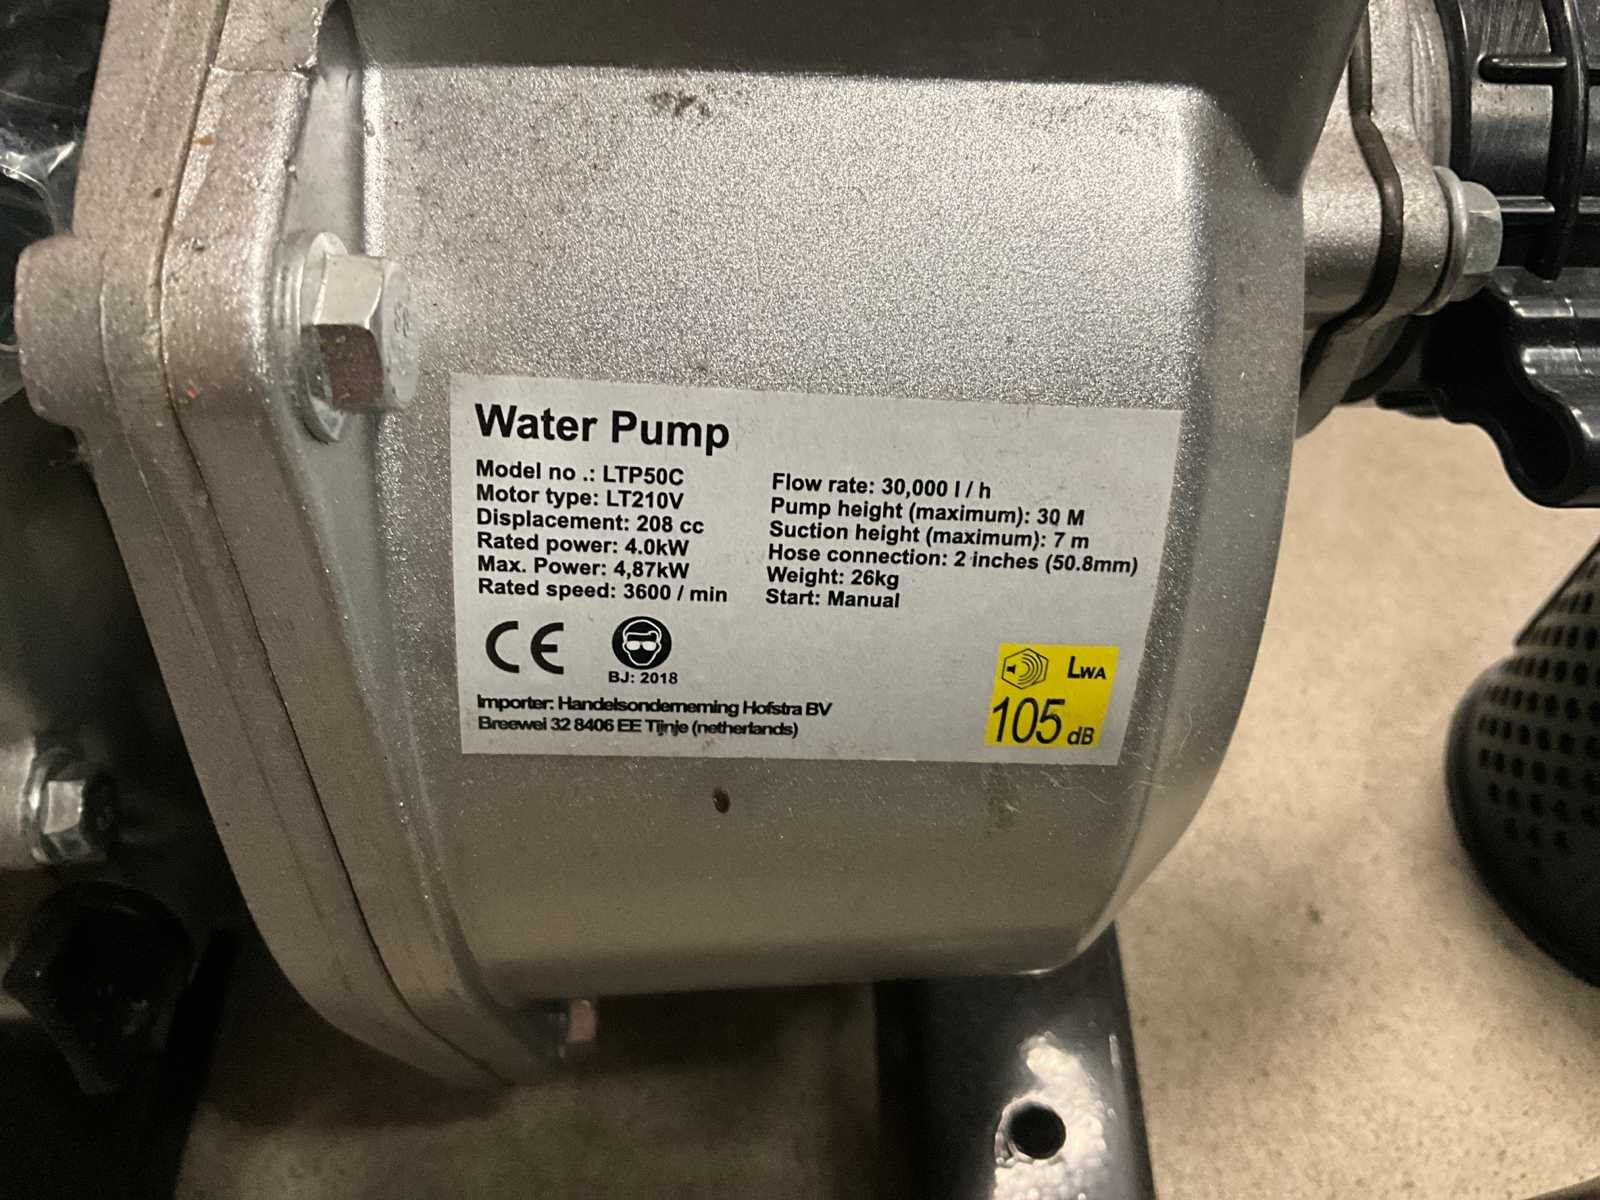 Water Pump
Model no .: LTP50C
Motor type: LT210V
Displacement: 208 cc
Rated power: 4.0kW
Max. Power: 4,87kW
Rated speed: 3600 / min
Flow rate: 30,000 l / h
Pump height (maximum): 30 M
Suction height (maximum): 7 m
Hose connection: 2 inches (50.8mm)
Weight: 26kg
Start: Manual
CE
BJ: 2018
Importer: Handelsonderneming Hofstra BV
Breewei 32 8406 EE Tijnje (netherlands)
LWA
105 dB